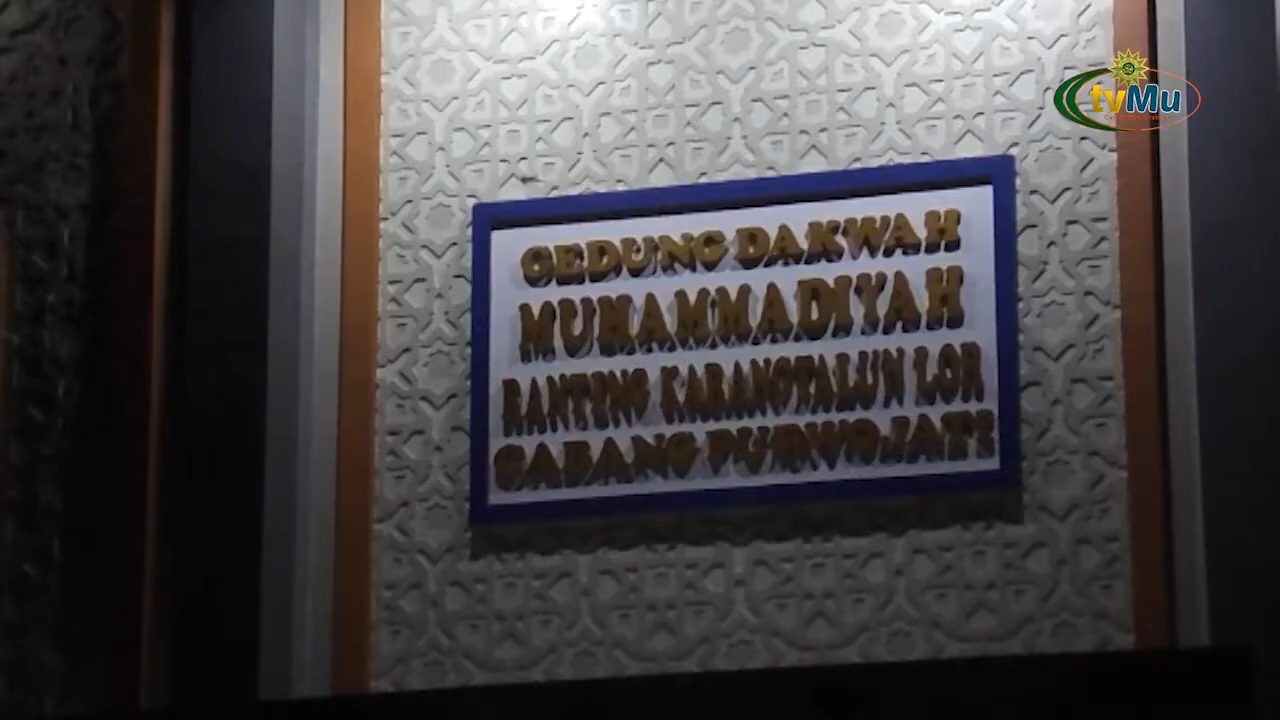 tvMu
GEDUNG DAKWAH
MUHAMMADIYAH
RANTING KARANGTALUN LOR
CABANG PURWOJATI